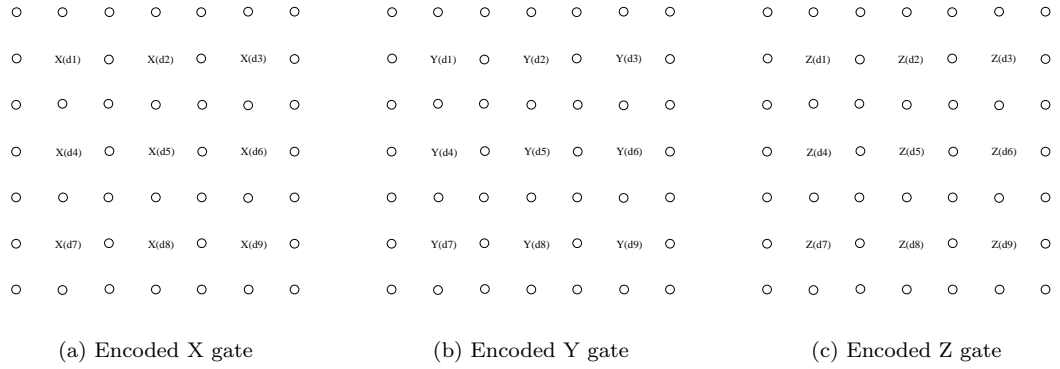 X(d1) X(d2) X(d3) Y(d1) Y(d2) Y(d3) Z(d1) Z(d2) Z(d3)
X(d4) X(d5) X(d6) Y(d4) Y(d5) Y(d6) Z(d4) Z(d5) Z(d6)
X(d7) X(d8) X(d9) Y(d7) Y(d8) Y(d9) Z(d7) Z(d8) Z(d9)
(a) Encoded X gate (b) Encoded Y gate (c) Encoded Z gate